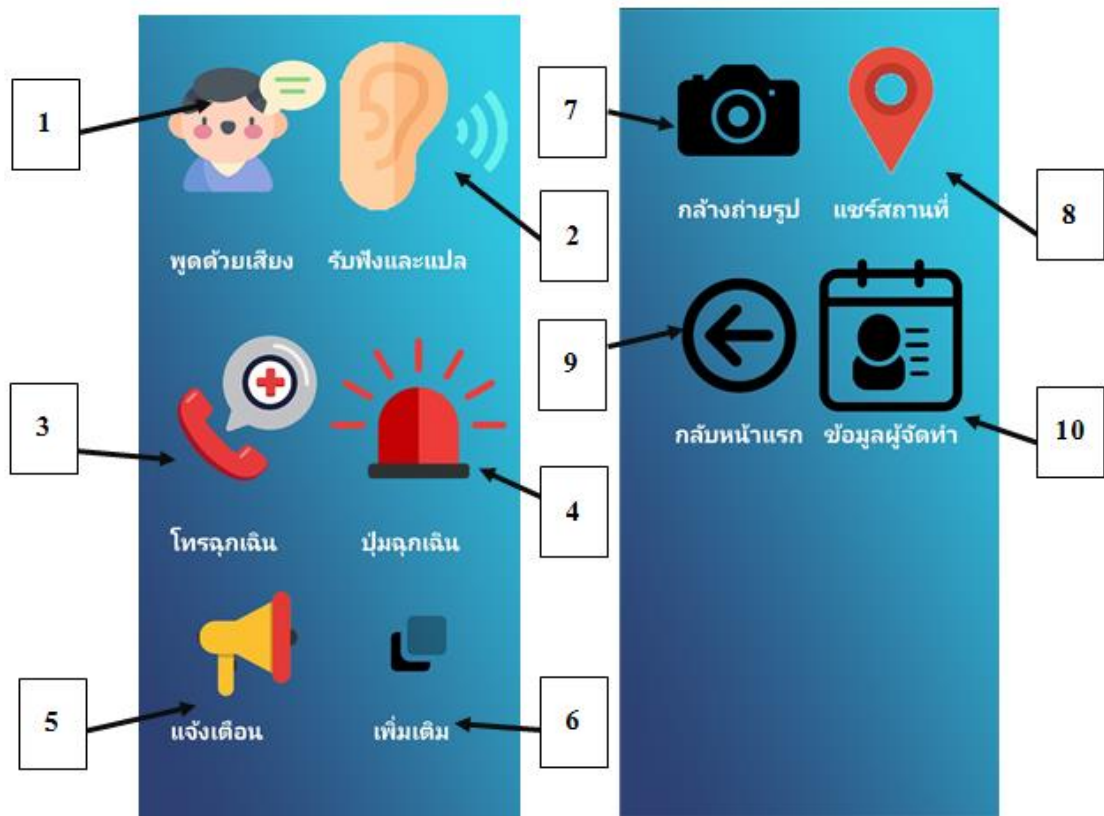 1
2
พูดด้วยเสียง
รับฟังและแปล
3
4
โทรฉุกเฉิน
ปุ่มฉุกเฉิน
5
6
แจ้งเตือน
เพิ่มเติม
7
8
กล้างถ่ายรูป
แชร์สถานที่
9
10
กลับหน้าแรก
ข้อมูลผู้จัดทำ